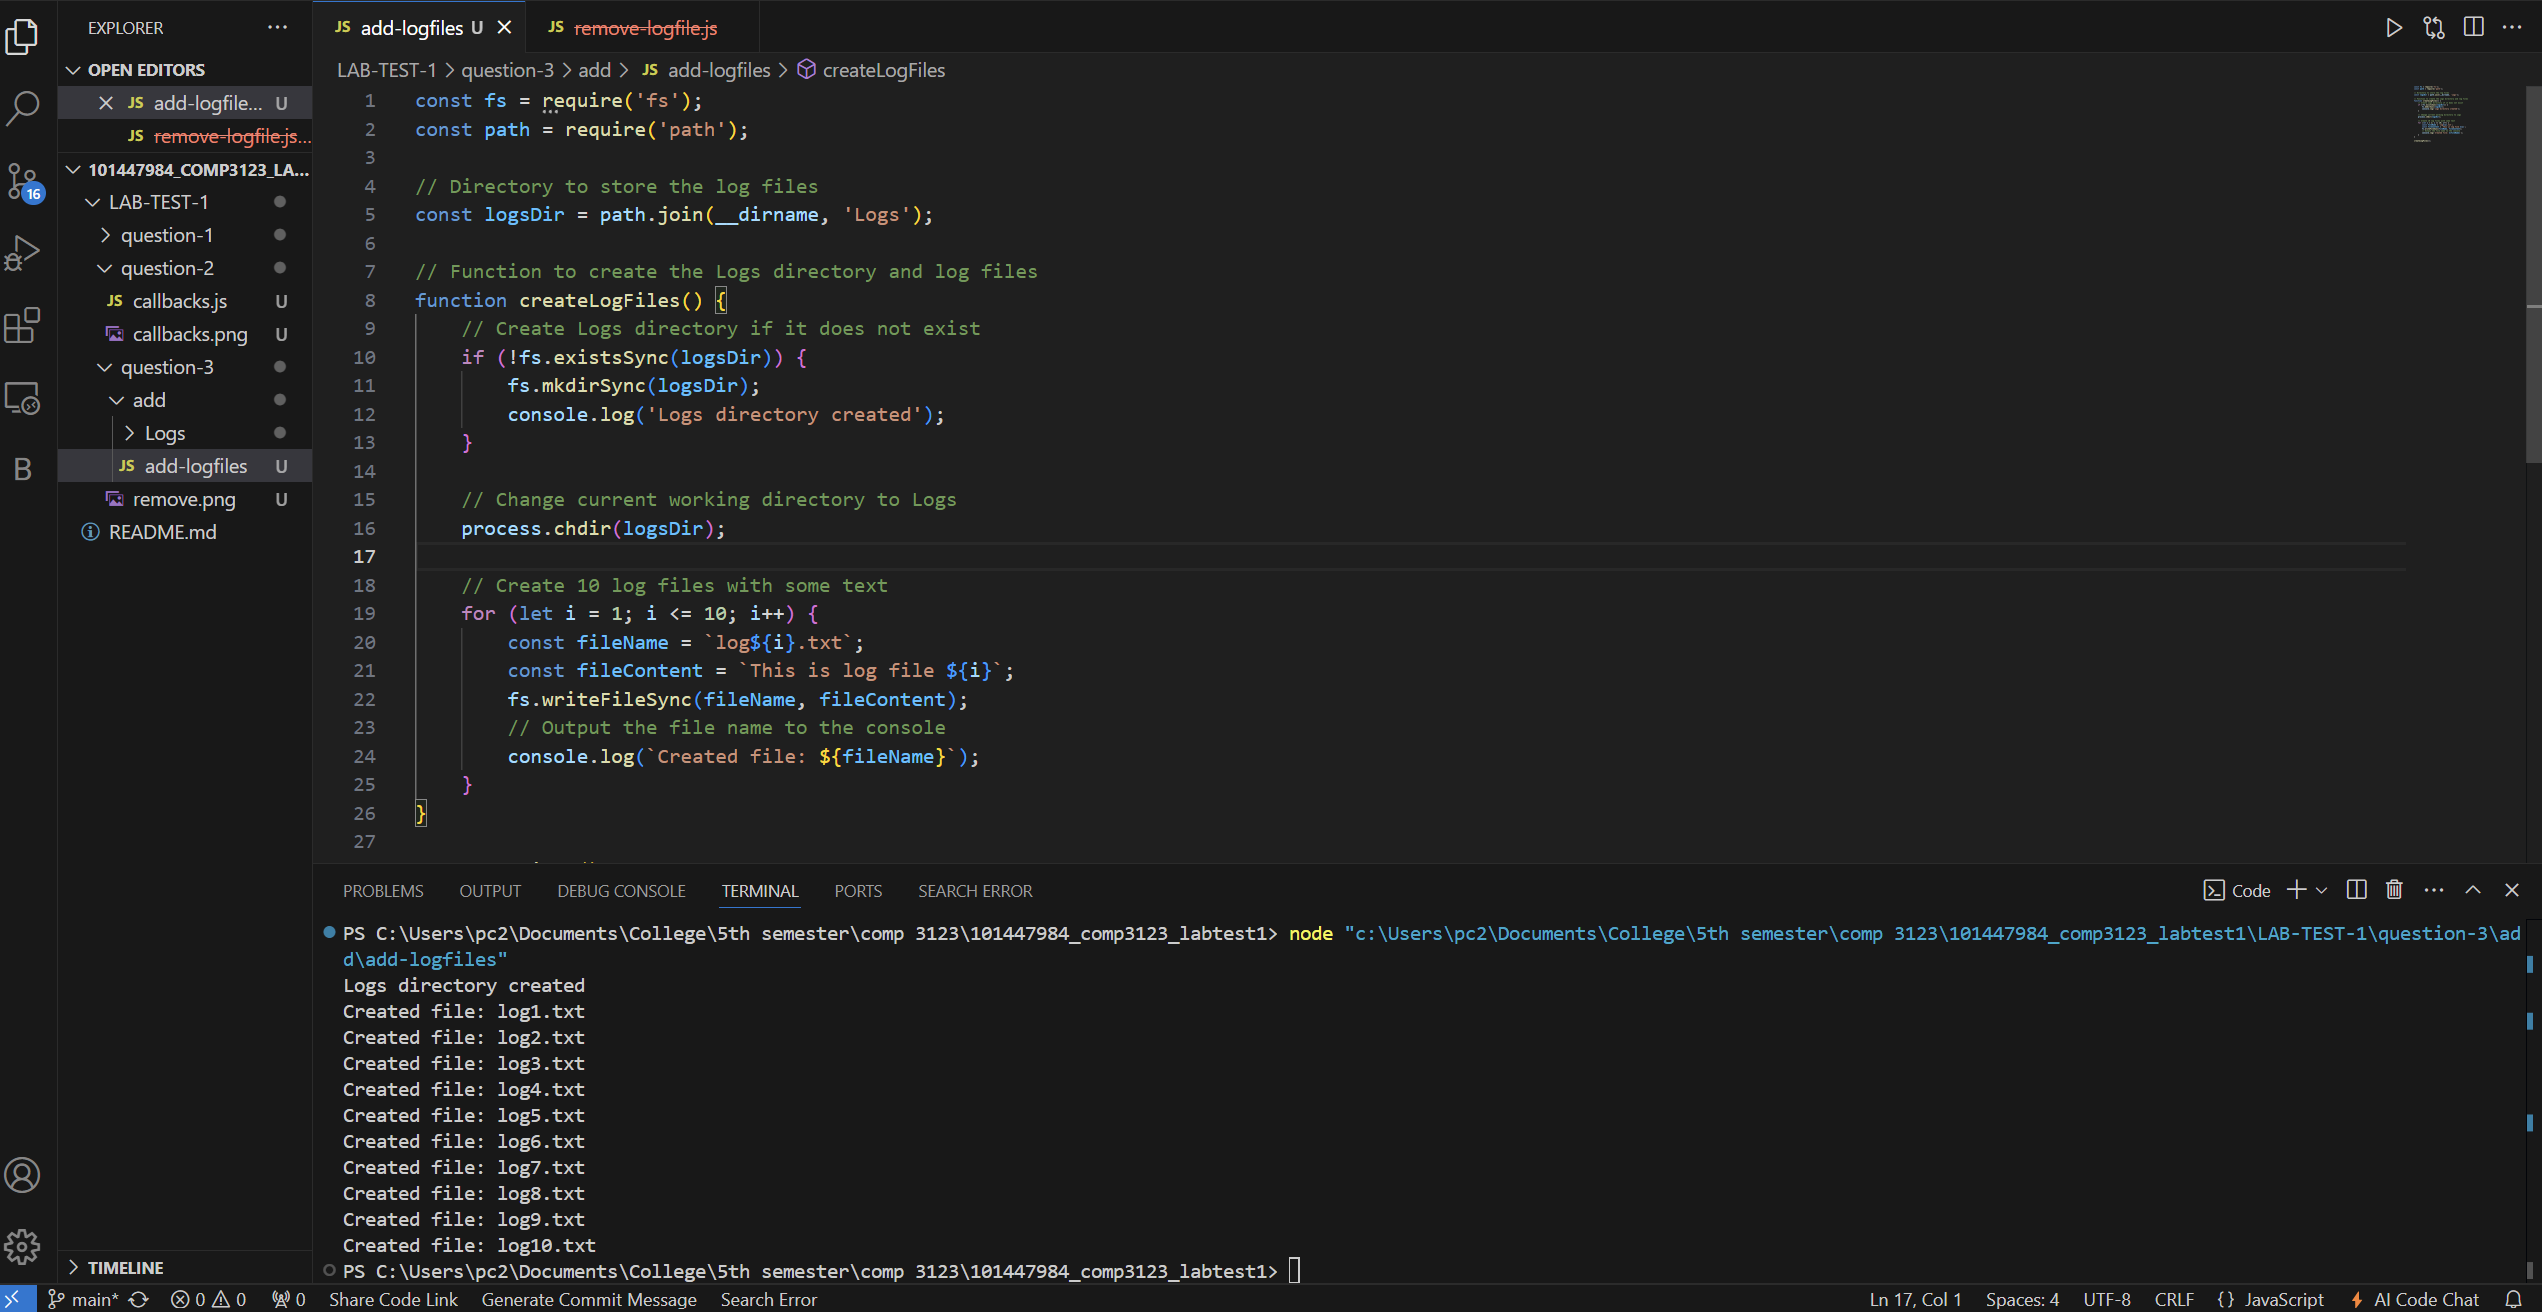 EXPLORER
OPEN EDITORS
JS add-logfile... U
JS remove-logfile.js...
101447984_COMP3123_LA...
LAB-TEST-1
question-1
question-2
JS callbacks.js U
callbacks.png U
question-3
add
Logs
JS add-logfiles U
remove.png U
README.md
TIMELINE
16
B
JS add-logfiles U
JS remove-logfile.js
LAB-TEST-1 > question-3 > add > JS add-logfiles > createLogFiles
1 const fs = require('fs');
2 const path = require('path');
3
4 // Directory to store the log files
5 const logsDir = path.join(__dirname, 'Logs');
6
7 // Function to create the Logs directory and log files
8 function createLogFiles() {
9 // Create Logs directory if it does not exist
10 if (!fs.existsSync(logsDir)) {
11 fs.mkdirSync(logsDir);
12 console.log('Logs directory created');
13 }
14
15 // Change current working directory to Logs
16 process.chdir(logsDir);
17
18 // Create 10 log files with some text
19 for (let i = 1; i <= 10; i++) {
20 const fileName = `log${i}.txt`;
21 const fileContent = `This is log file ${i}`;
22 fs.writeFileSync(fileName, fileContent);
23 // Output the file name to the console
24 console.log(`Created file: ${fileName}`);
25 }
26 }
27
PROBLEMS OUTPUT DEBUG CONSOLE TERMINAL PORTS SEARCH ERROR
Code
PS C:\Users\pc2\Documents\College\5th semester\comp 3123\101447984_comp3123_labtest1> node "c:\Users\pc2\Documents\College\5th semester\comp 3123\101447984_comp3123_labtest1\LAB-TEST-1\question-3\ad
d\add-logfiles"
Logs directory created
Created file: log1.txt
Created file: log2.txt
Created file: log3.txt
Created file: log4.txt
Created file: log5.txt
Created file: log6.txt
Created file: log7.txt
Created file: log8.txt
Created file: log9.txt
Created file: log10.txt
PS C:\Users\pc2\Documents\College\5th semester\comp 3123\101447984_comp3123_labtest1>
main* 0 0 0 Share Code Link Generate Commit Message Search Error Ln 17, Col 1 Spaces: 4 UTF-8 CRLF {} JavaScript AI Code Chat